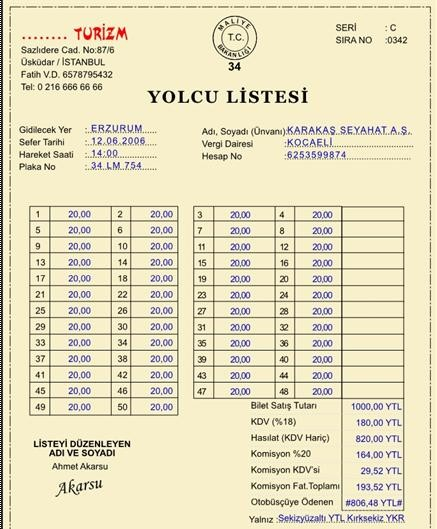 ........ TURİZM
Sazlıdere Cad. No:87/6
Üsküdar / İSTANBUL
Fatih V.D. 6578795432
Tel: 0 216 666 66 66
MALİYE
T.C.
BAKANLIĞI
34
SERİ : C
SIRA NO :0342
YOLCU LİSTESİ
Gidilecek Yer : ERZURUM
Sefer Tarihi : 12.06.2006
Hareket Saati : 14:00
Plaka No : 34 LM 754
Adı, Soyadı (Ünvanı):KARAKAŞ SEYAHAT A.Ş.
Vergi Dairesi :KOCAELİ
Hesap No :6253599874
1 20,00 2 20,00 3 20,00 4 20,00
5 20,00 6 20,00 7 20,00 8 20,00
9 20,00 10 20,00 11 20,00 12 20,00
13 20,00 14 20,00 15 20,00 16 20,00
17 20,00 18 20,00 19 20,00 20 20,00
21 20,00 22 20,00 23 20,00 24 20,00
25 20,00 26 20,00 27 20,00 28 20,00
29 20,00 30 20,00 31 20,00 32 20,00
33 20,00 34 20,00 35 20,00 36 20,00
37 20,00 38 20,00 39 20,00 40 20,00
41 20,00 42 20,00 43 20,00 44 20,00
45 20,00 46 20,00 47 20,00 48 20,00
49 20,00 50 20,00
Bilet Satış Tutarı 1000,00 YTL
KDV (%18) 180,00 YTL
Hasılat (KDV Hariç) 820,00 YTL
Komisyon %20 164,00 YTL
Komisyon KDV'si 29,52 YTL
Komisyon Fat.Toplamı 193,52 YTL
Otobüsçüye Ödenen #806,48 YTL#
Yalnız : Sekizyüzaltı YTL Kırksekiz YKR
LİSTEYİ DÜZENLEYEN
ADI VE SOYADI
Ahmet Akarsu
Akarsu